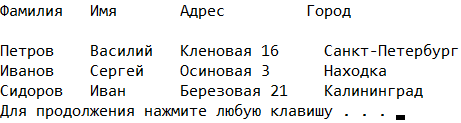 Фамилия Имя Адрес Город
Петров Василий Кленовая 16 Санкт-Петербург
Иванов Сергей Осиновая 3 Находка
Сидоров Иван Березовая 21 Калининград
Для продолжения нажмите любую клавишу . . .